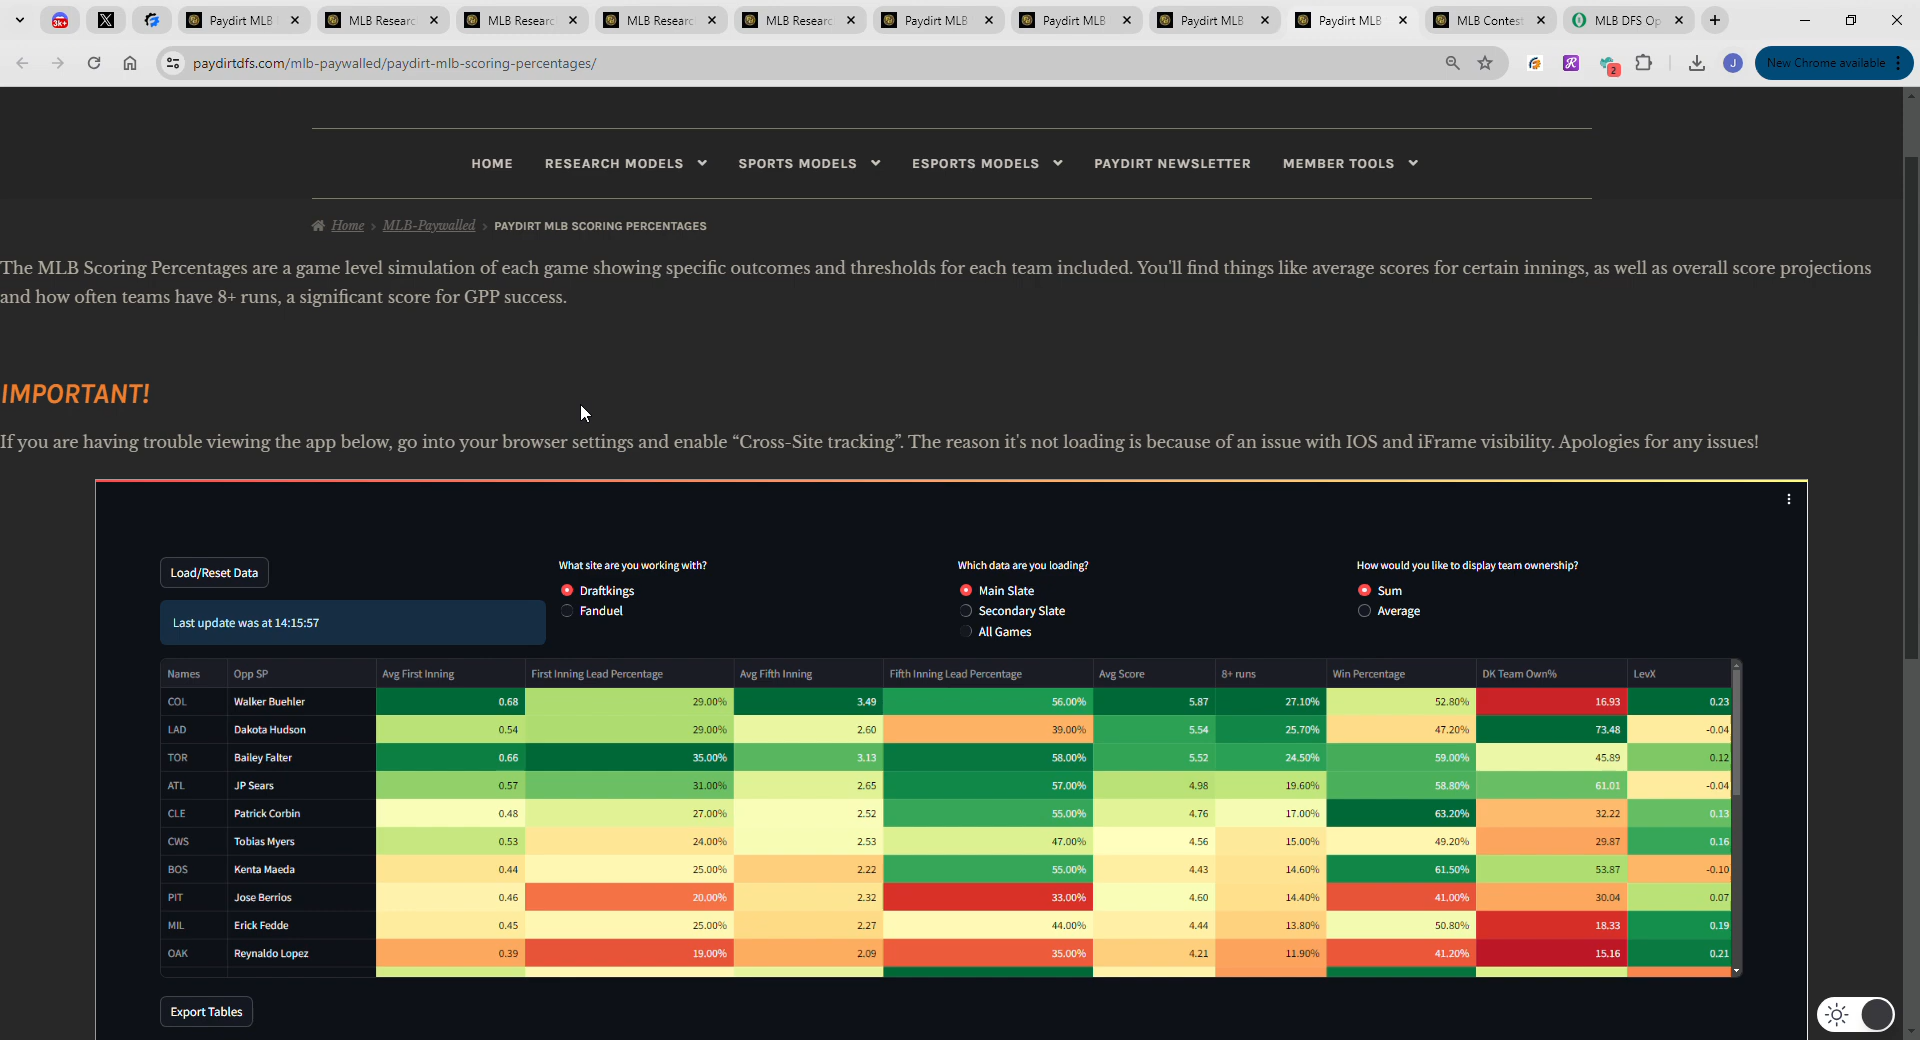 3k+
Paydirt MLB
MLB Researc
MLB Researc
MLB Researc
MLB Researc
Paydirt MLB
Paydirt MLB
Paydirt MLB
Paydirt MLB
MLB Contes
MLB DFS Op
paydirtdfs.com/mlb-paywalled/paydirt-mlb-scoring-percentages/
2
J
New Chrome available
HOME RESEARCH MODELS SPORTS MODELS ESPORTS MODELS PAYDIRT NEWSLETTER MEMBER TOOLS
Home > MLB-Paywalled > PAYDIRT MLB SCORING PERCENTAGES
The MLB Scoring Percentages are a game level simulation of each game showing specific outcomes and thresholds for each team included. You'll find things like average scores for certain innings, as well as overall score projections
and how often teams have 8+ runs, a significant score for GPP success.
IMPORTANT!
If you are having trouble viewing the app below, go into your browser settings and enable “Cross-Site tracking”. The reason it's not loading is because of an issue with IOS and iFrame visibility. Apologies for any issues!
Load/Reset Data
Last update was at 14:15:57
What site are you working with?
Draftkings
Fanduel
Which data are you loading?
Main Slate
Secondary Slate
All Games
How would you like to display team ownership?
Sum
Average
Names Opp SP Avg First Inning First Inning Lead Percentage Avg Fifth Inning Fifth Inning Lead Percentage Avg Score 8+ runs Win Percentage DK Team Own% LevX
COL Walker Buehler 0.68 29.00% 3.49 56.00% 5.87 27.10% 52.80% 16.93 0.23
LAD Dakota Hudson 0.54 29.00% 2.60 39.00% 5.54 25.70% 47.20% 73.48 -0.04
TOR Bailey Falter 0.66 35.00% 3.13 58.00% 5.52 24.50% 59.00% 45.89 0.12
ATL JP Sears 0.57 31.00% 2.65 57.00% 4.98 19.60% 58.80% 61.01 -0.04
CLE Patrick Corbin 0.48 27.00% 2.52 55.00% 4.76 17.00% 63.20% 32.22 0.13
CWS Tobias Myers 0.53 24.00% 2.53 47.00% 4.56 15.00% 49.20% 29.87 0.16
BOS Kenta Maeda 0.44 25.00% 2.22 55.00% 4.43 14.60% 61.50% 53.87 -0.10
PIT Jose Berrios 0.46 20.00% 2.32 33.00% 4.60 14.40% 41.00% 30.04 0.07
MIL Erick Fedde 0.45 25.00% 2.27 44.00% 4.44 13.80% 50.80% 18.33 0.19
OAK Reynaldo Lopez 0.39 19.00% 2.09 35.00% 4.21 11.90% 41.20% 15.16 0.21
Export Tables